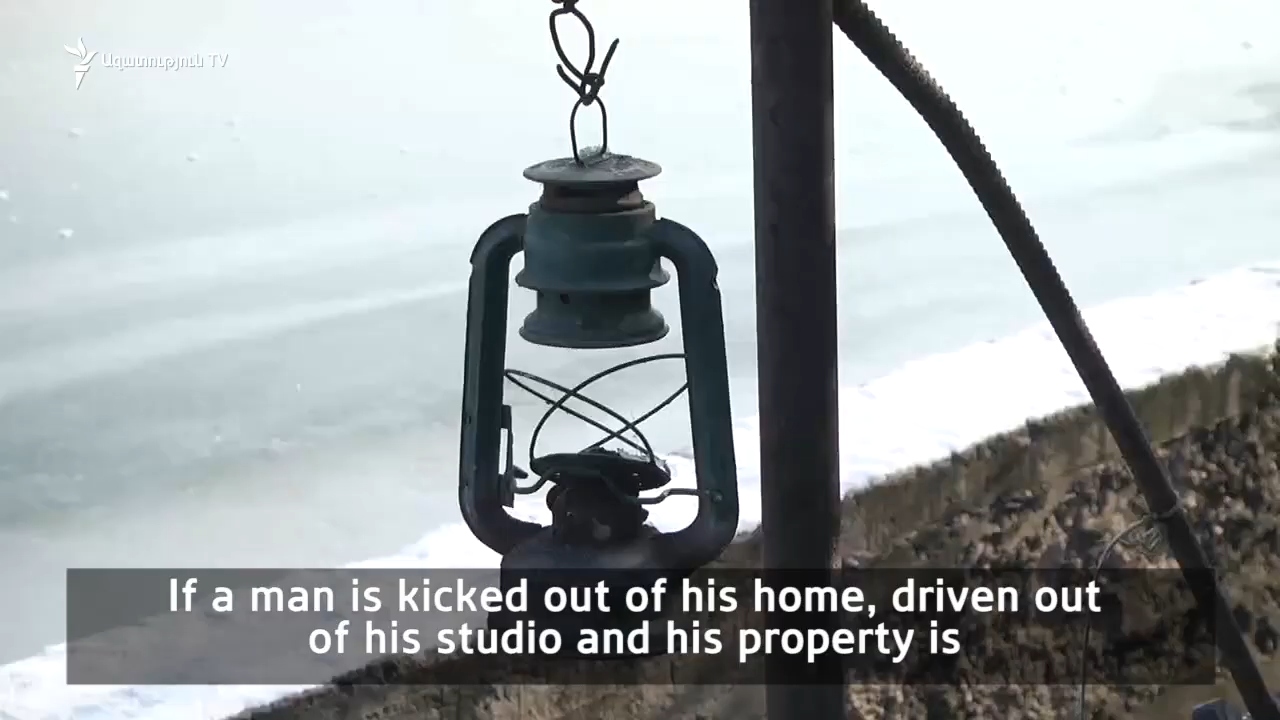 Ազատություն TV
If a man is kicked out of his home, driven out
of his studio and his property is